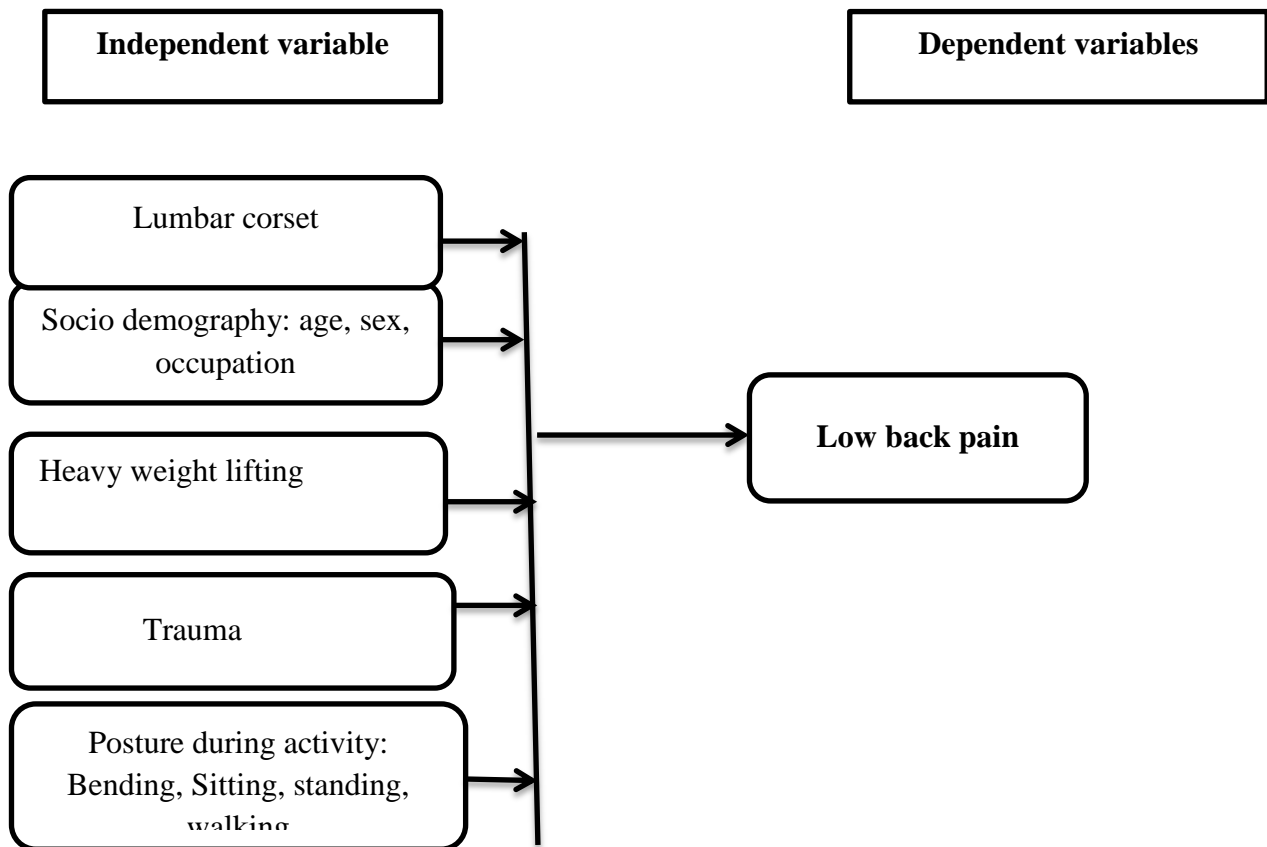 Independent variable
Dependent variables
Lumbar corset
Socio demography: age, sex,
occupation
Heavy weight lifting
Low back pain
Trauma
Posture during activity:
Bending, Sitting, standing,
walking